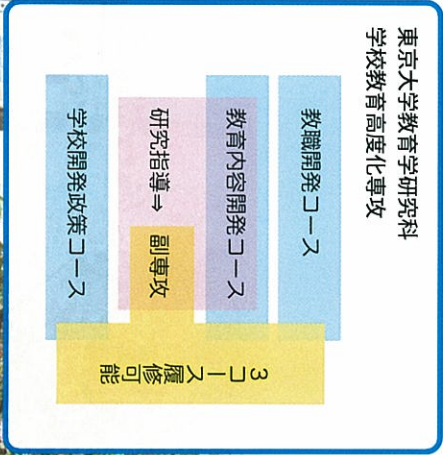 東京大学教育学研究科
学校教育高度化専攻
教職開発コース
教育内容開発コース
研究指導⇒ 副専攻
学校開発政策コース
3コース履修可能